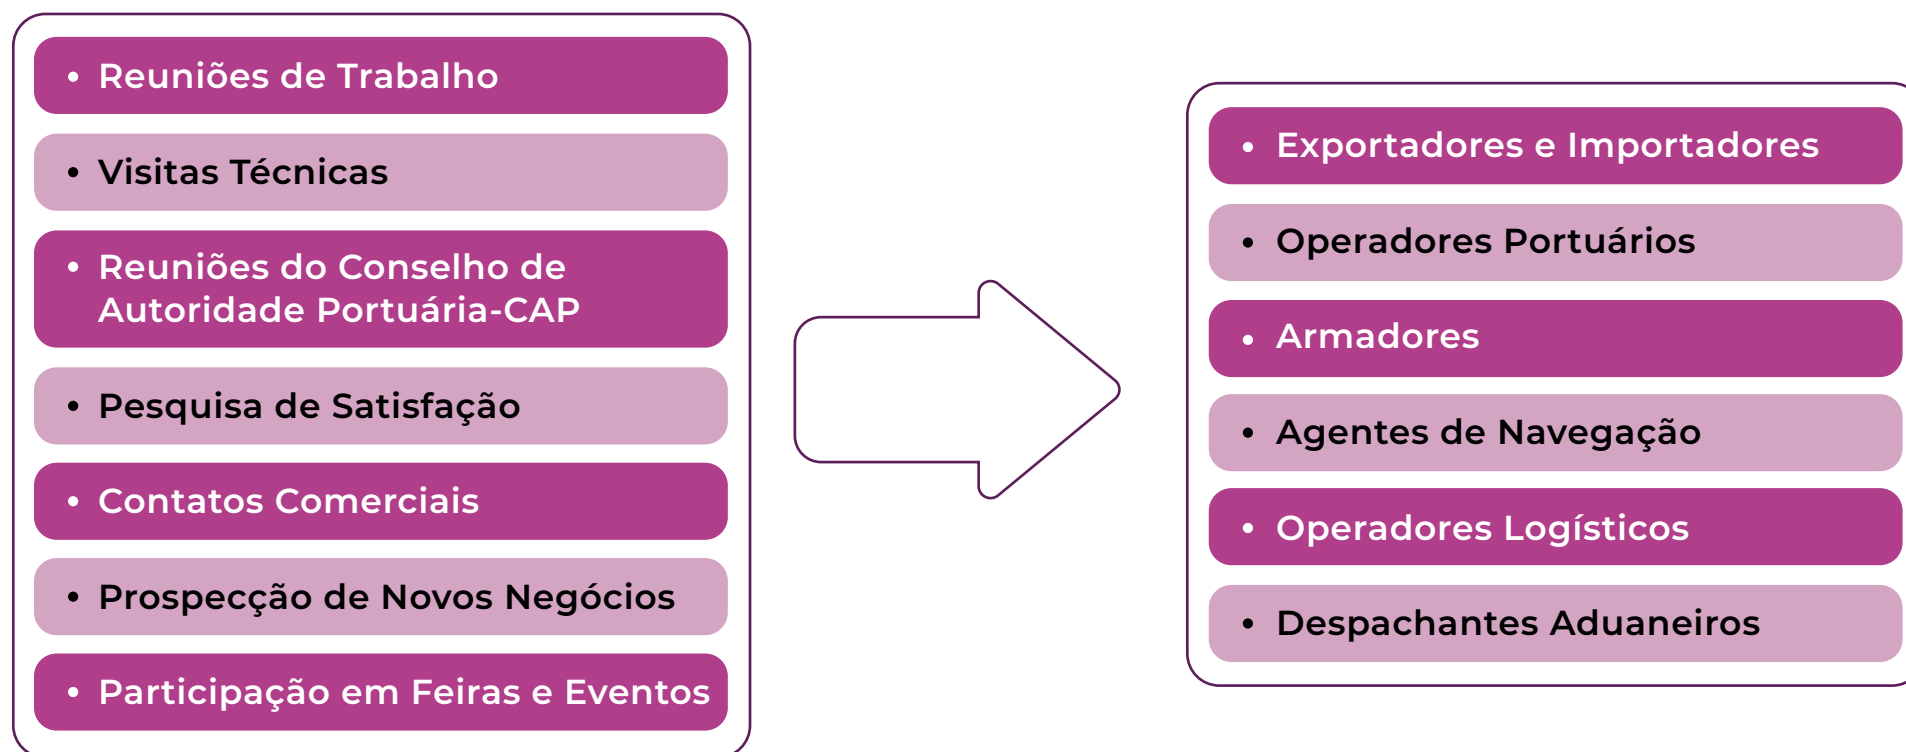 • Reuniões de Trabalho
• Visitas Técnicas
• Reuniões do Conselho de
Autoridade Portuária-CAP
• Pesquisa de Satisfação
• Contatos Comerciais
• Prospecção de Novos Negócios
• Participação em Feiras e Eventos
• Exportadores e Importadores
• Operadores Portuários
• Armadores
• Agentes de Navegação
• Operadores Logísticos
• Despachantes Aduaneiros